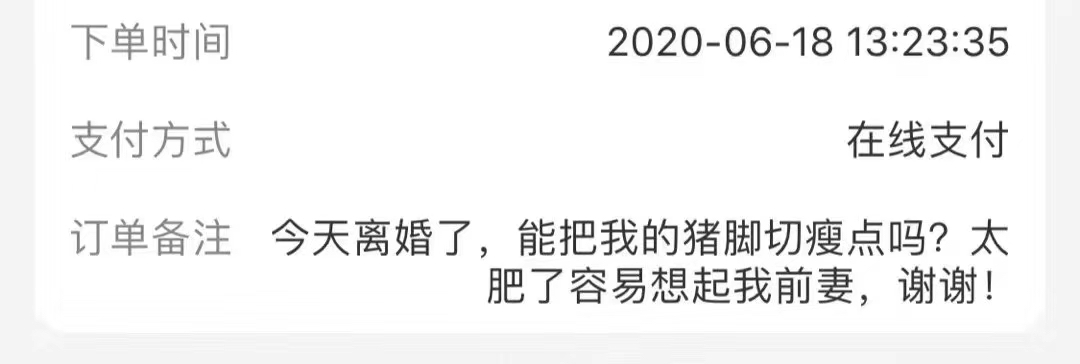 下单时间 2020-06-18 13:23:35
支付方式 在线支付
订单备注 今天离婚了，能把我的猪脚切瘦点吗？太
肥了容易想起我前妻，谢谢！